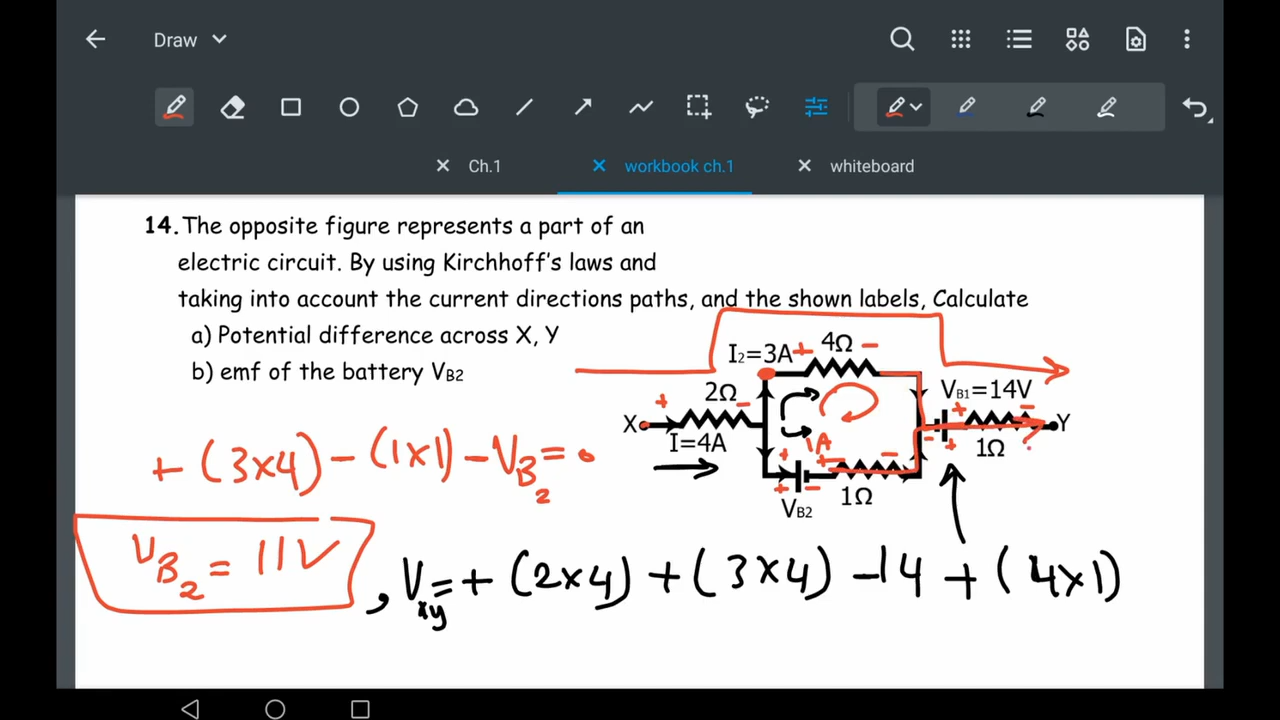 Draw
Ch.1
workbook ch.1
whiteboard
14. The opposite figure represents a part of an
electric circuit. By using Kirchhoff's laws and
taking into account the current directions paths, and the shown labels, Calculate
a) Potential difference across X, Y
b) emf of the battery VB2
I₂=3A + 4Ω −
VB1=14V
+ 2Ω −
+ −
X
I=4A
1A
− +
Y
1Ω
+ + −
+ −
1Ω
VB2
+ (3x4) − (1x1) − VB2 = 0
VB2 = 11V
, Vxy = + (2x4) + (3x4) − 14 + (4x1)